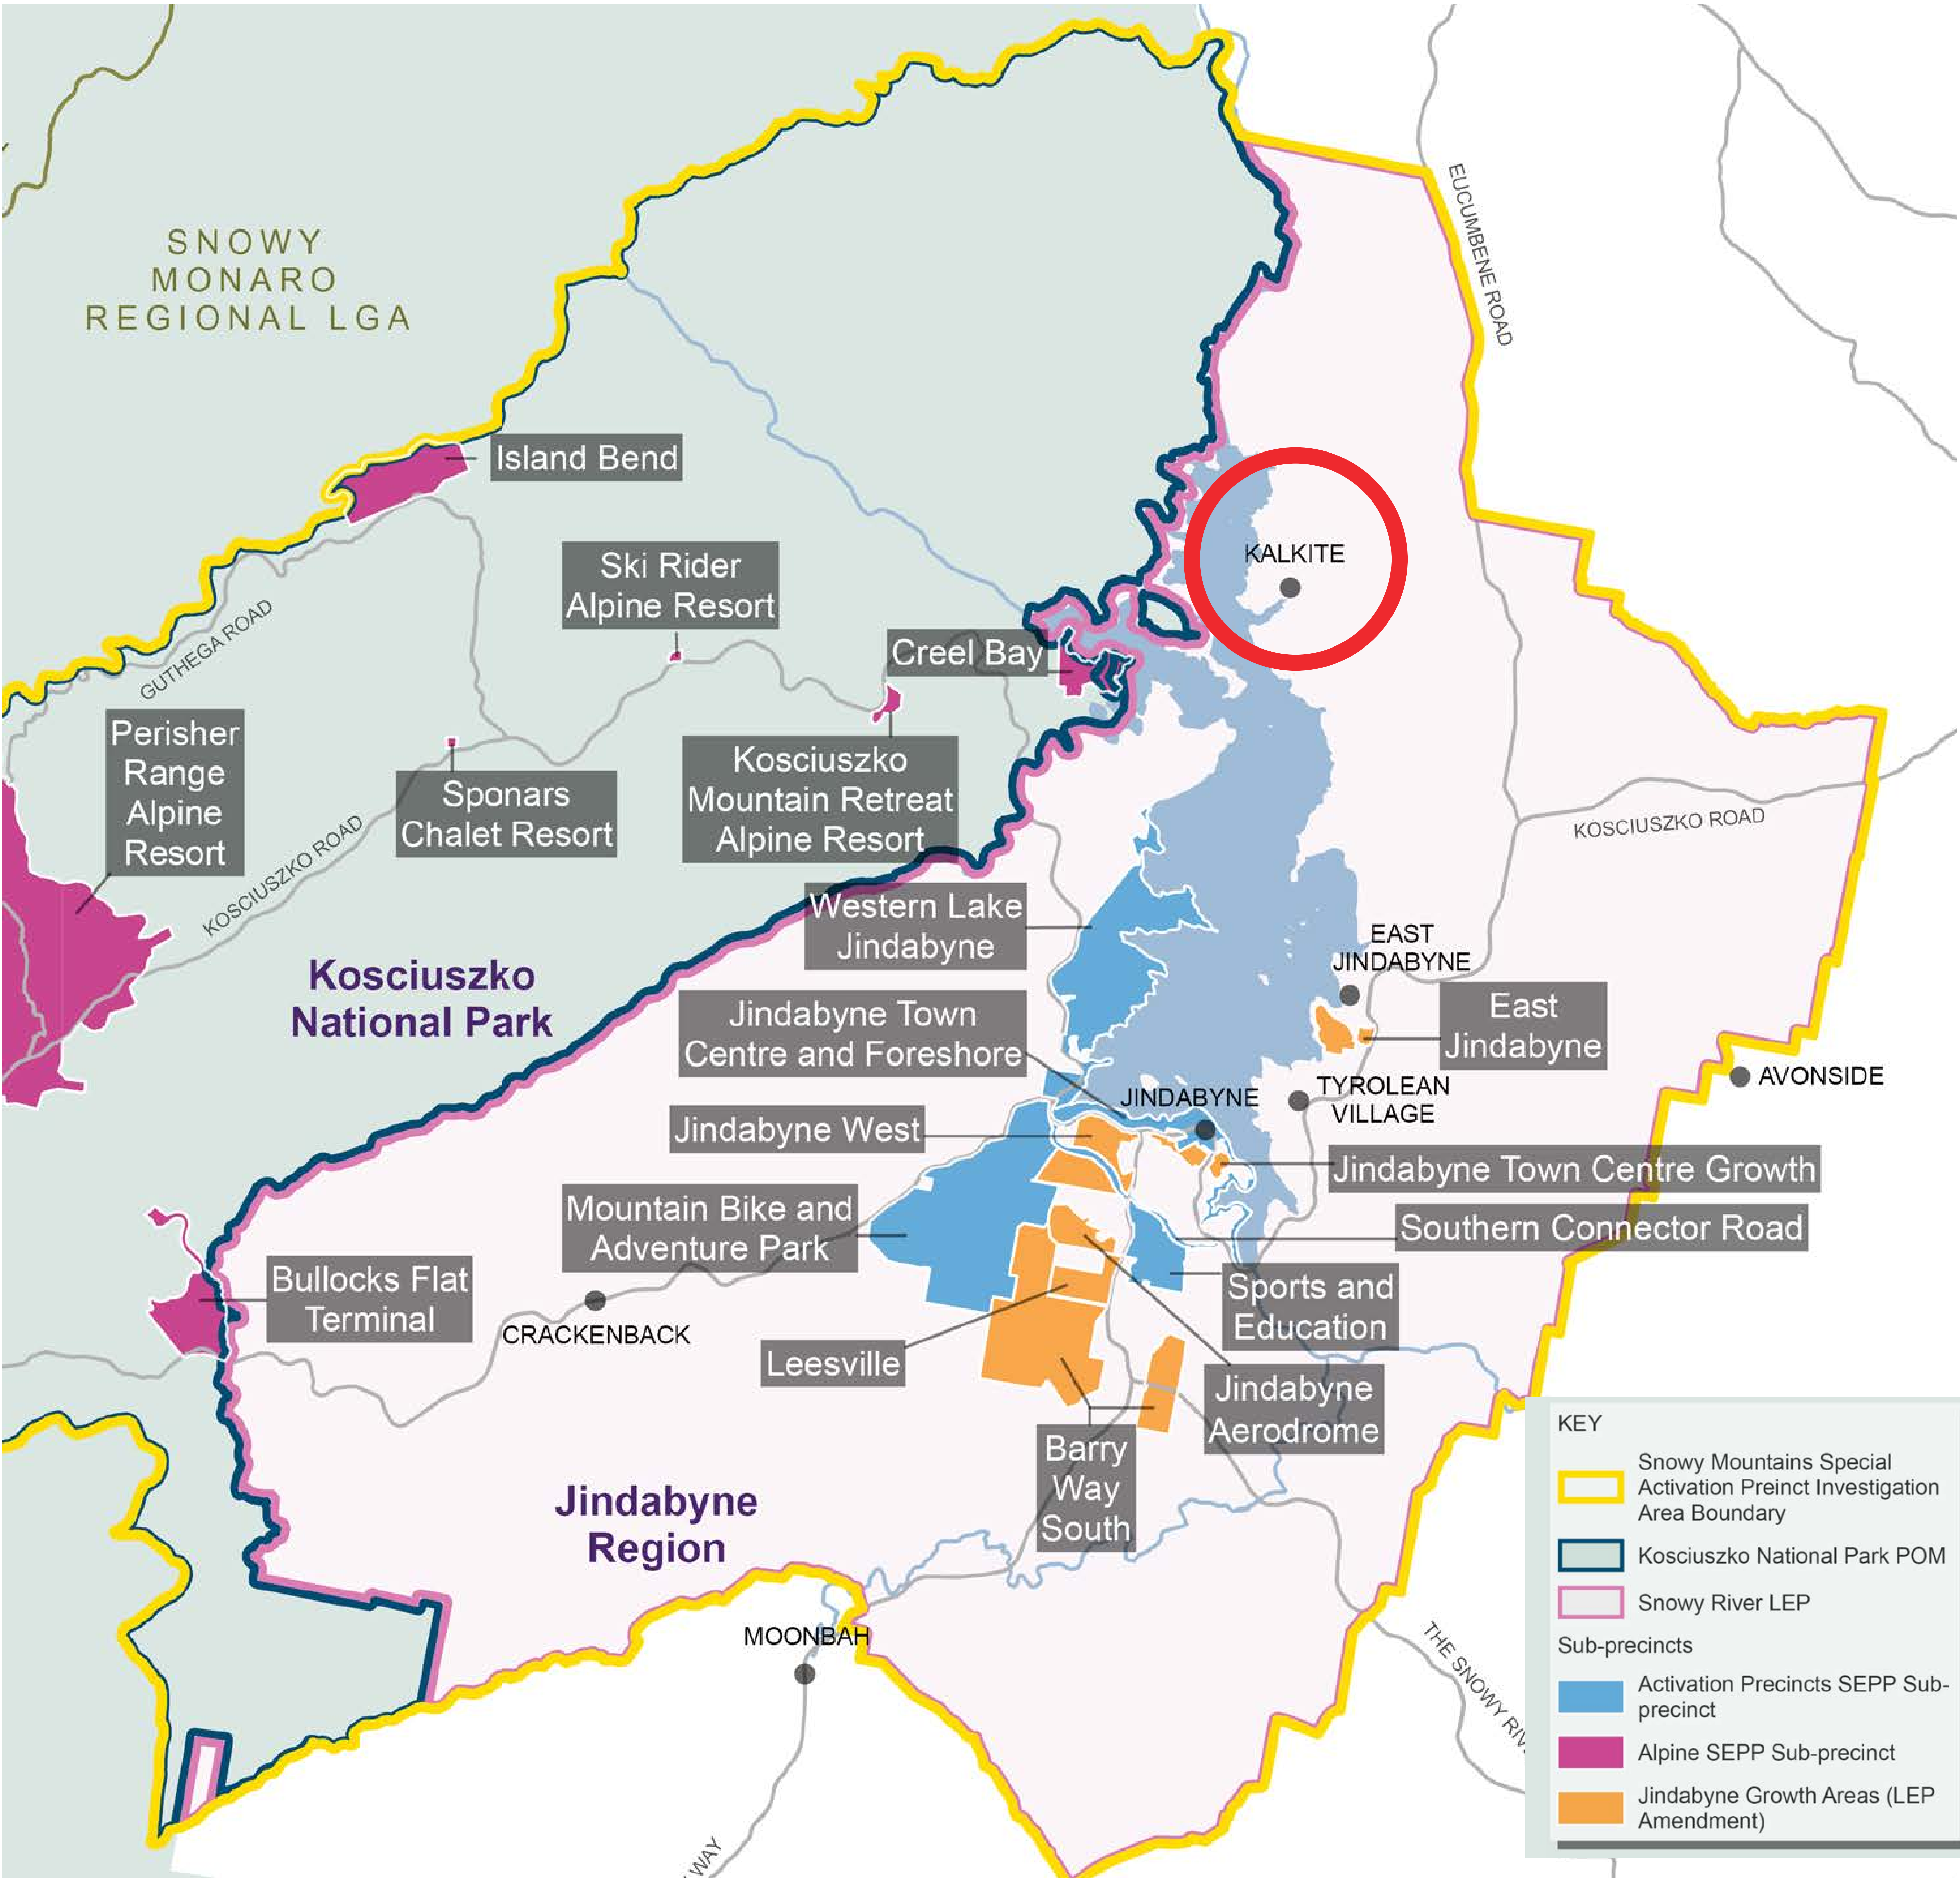 SNOWY
MONARO
REGIONAL LGA
EUCUMBENE ROAD
Island Bend
Ski Rider
Alpine Resort
KALKITE
GUTHEGA ROAD
Creel Bay
Perisher
Range
Alpine
Resort
Sponars
Chalet Resort
Kosciuszko
Mountain Retreat
Alpine Resort
KOSCIUSZKO ROAD
KOSCIUSZKO ROAD
Western Lake
Jindabyne
EAST
JINDABYNE
Kosciuszko
National Park
Jindabyne Town
Centre and Foreshore
East
Jindabyne
AVONSIDE
JINDABYNE
TYROLEAN
VILLAGE
Jindabyne West
Jindabyne Town Centre Growth
Mountain Bike and
Adventure Park
Southern Connector Road
Bullocks Flat
Terminal
Sports and
Education
CRACKENBACK
Leesville
Jindabyne
Aerodrome
Barry
Way
South
Jindabyne
Region
MOONBAH
THE SNOWY RIV
WAY
KEY
Snowy Mountains Special
Activation Preinct Investigation
Area Boundary
Kosciuszko National Park POM
Snowy River LEP
Sub-precincts
Activation Precincts SEPP Sub-
precinct
Alpine SEPP Sub-precinct
Jindabyne Growth Areas (LEP
Amendment)